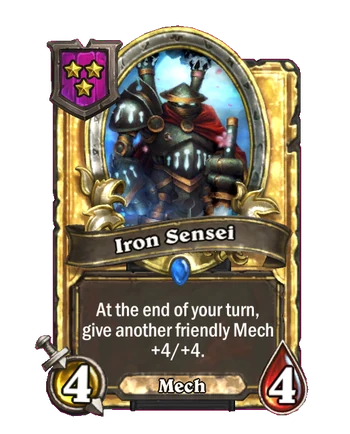 Iron Sensei
At the end of your turn,
give another friendly Mech
+4/+4.
4
Mech
4